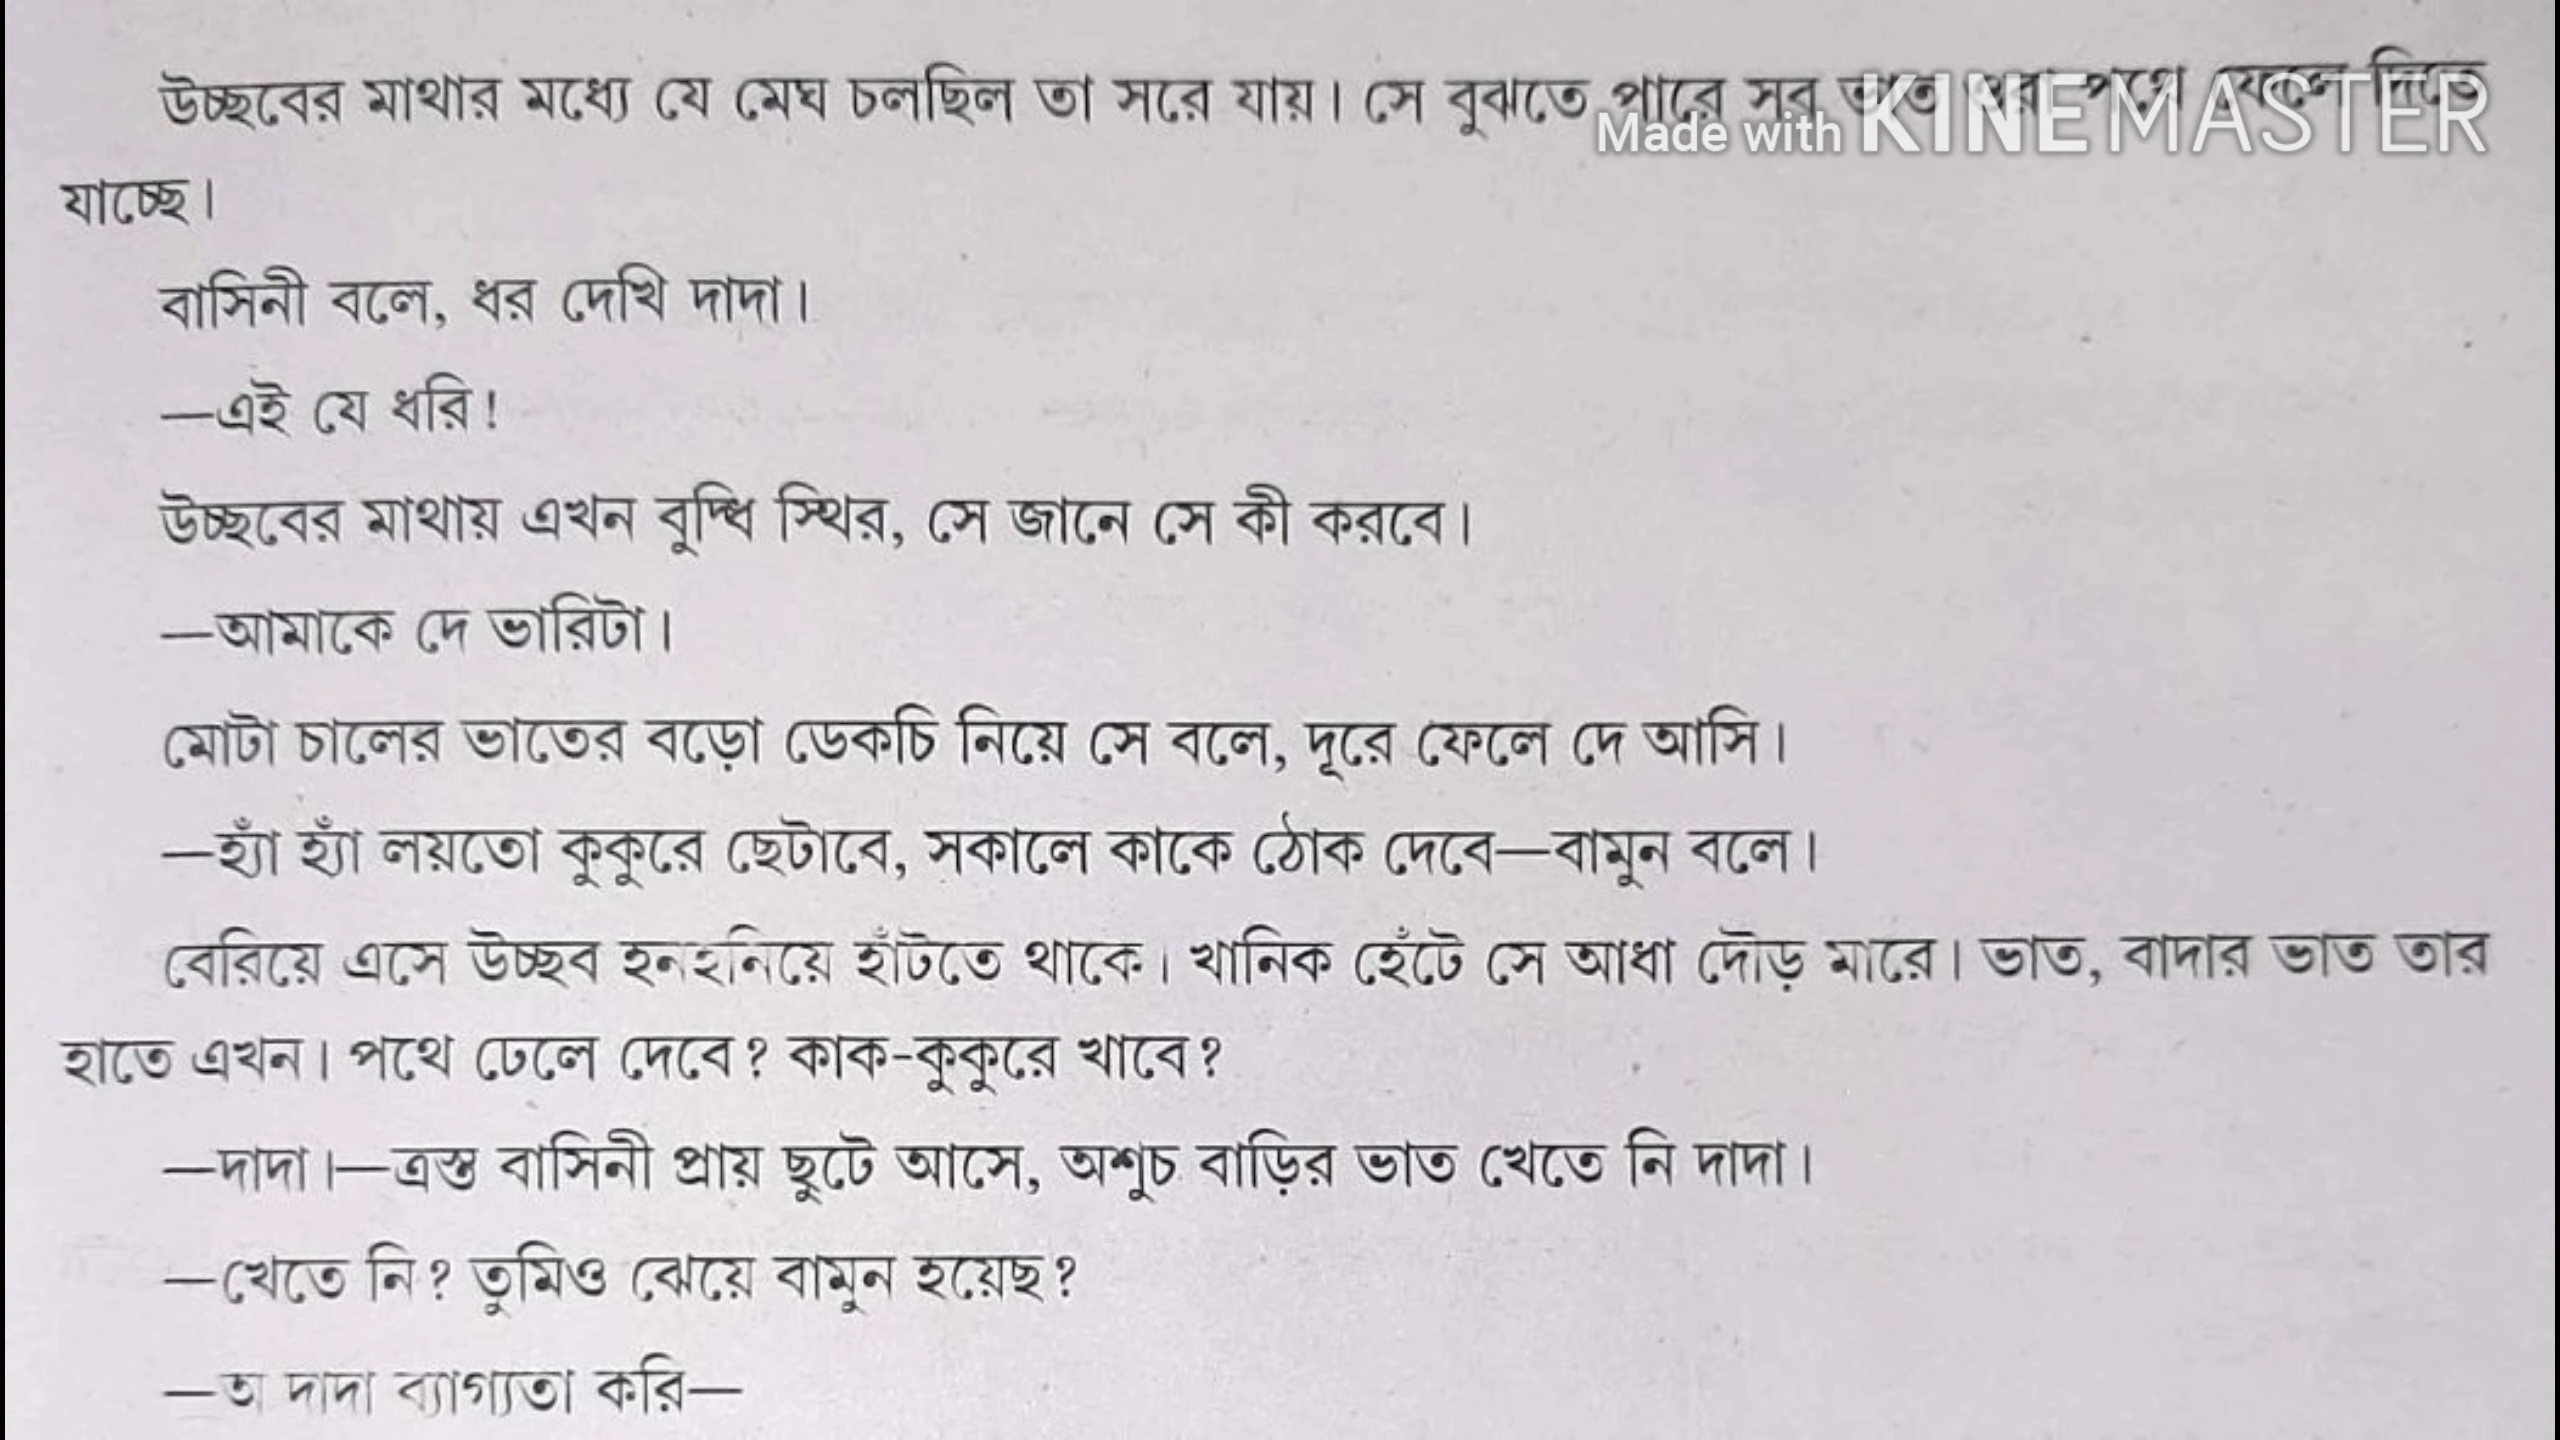 উচ্ছবের মাথার মধ্যে যে মেঘ চলছিল তা সরে যায়। সে বুঝতে পারে সব ভাত ওরা পথে ফেলে দিতে
Made with KINEMASTER
যাচ্ছে।
বাসিনী বলে, ধর দেখি দাদা।
—এই যে ধরি!
উচ্ছবের মাথায় এখন বুদ্ধি স্থির, সে জানে সে কী করবে।
—আমাকে দে ভারিটা।
মোটা চালের ভাতের বড়ো ডেকচি নিয়ে সে বলে, দূরে ফেলে দে আসি।
—হ্যাঁ হ্যাঁ লয়তো কুকুরে ছেটাবে, সকালে কাকে ঠোক দেবে—বামুন বলে।
বেরিয়ে এসে উচ্ছব হনহনিয়ে হাঁটতে থাকে। খানিক হেঁটে সে আধা দৌড় মারে। ভাত, বাদার ভাত তার
হাতে এখন। পথে ঢেলে দেবে? কাক-কুকুরে খাবে?
—দাদা।—ত্রস্ত বাসিনী প্রায় ছুটে আসে, অশুচ বাড়ির ভাত খেতে নি দাদা।
—খেতে নি? তুমিও ঝেয়ে বামুন হয়েছ?
—অ দাদা ব্যাগ্যতা করি—